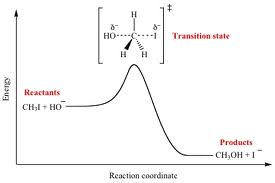 ‡
H
δ⁻ δ⁻
HO---C---I
H H
Transition state
Energy
Reactants
CH₃I + HO⁻
Products
CH₃OH + I⁻
Reaction coordinate